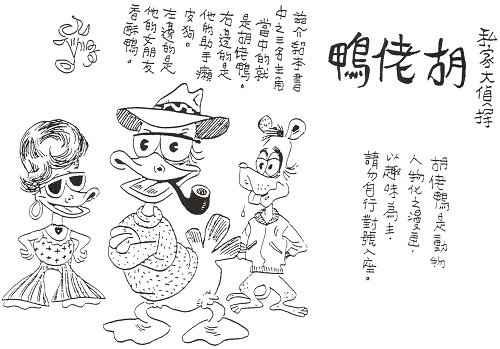 私家大偵探
胡佬鴨
胡佬鴨是動物
人物化之漫画,
以趣味為主,
請勿自行對號入座。
介紹本書
中之三名主角
當中的就
是胡佬鴨。
右邊的是
他的助手癩
皮狗。
左邊的是
他的女朋友
香酥鴨。